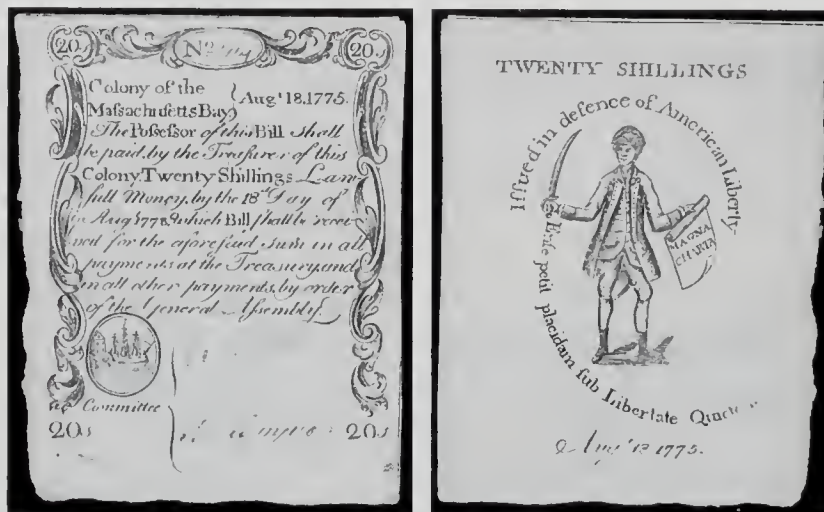 20s Nº 20s
Colony of the
Maſsachusetts Bay } Augt 18.1775.
The Poſseſsor of this Bill shall
be paid, by the Treaſurer of this
Colony, Twenty Shillings Law-
full Money, by the 18th Day of
Augt 1778, which Bill ſhall be recei-
ved for the aforeſaid sum in all
payments at the Treaſury, and
in all other payments, by order
of the General Aſsembly.
Committee
20s 20s
TWENTY SHILLINGS
Iſsued in defence of American Liberty
MAGNA
CHARTA
Enſe petit placidam ſub Libertate
Augt 18 1775.